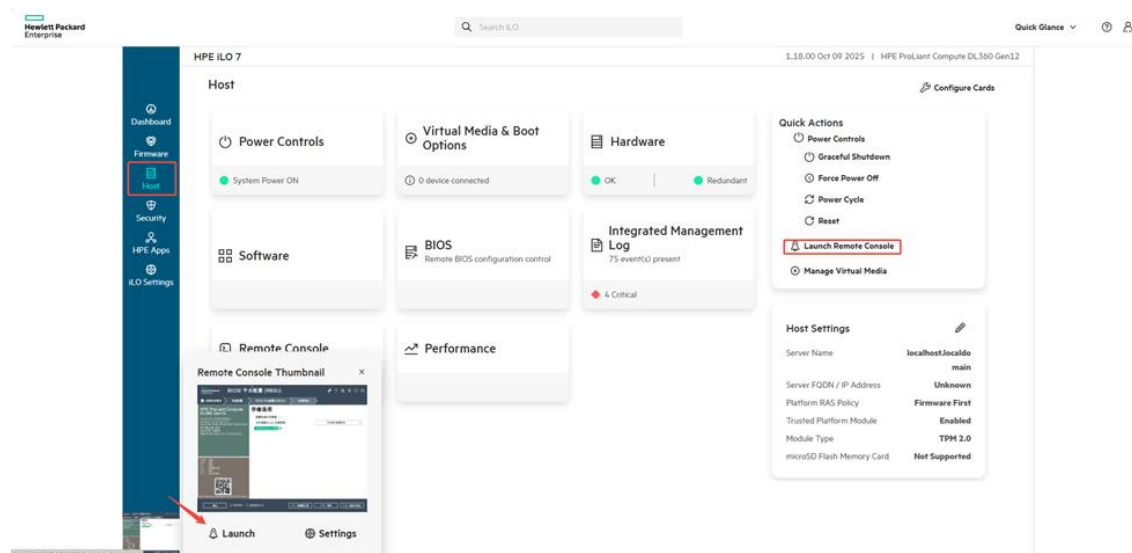 Hewlett Packard
Enterprise
Search iLO
Quick Glance
HPE iLO 7
1.18.00 Oct 09 2025 | HPE ProLiant Compute DL360 Gen12
Host
Configure Cards
Dashboard
Firmware
Host
Security
HPE Apps
iLO Settings
Power Controls
System Power ON
Virtual Media & Boot
Options
0 device connected
Hardware
OK
Redundant
Software
BIOS
Remote BIOS configuration control
Integrated Management
Log
75 event(s) present
4 Critical
Remote Console
Performance
Quick Actions
Power Controls
Graceful Shutdown
Force Power Off
Power Cycle
Reset
Launch Remote Console
Manage Virtual Media
Host Settings
Server Name localhost.localdo
main
Server FQDN / IP Address Unknown
Platform RAS Policy Firmware First
Trusted Platform Module Enabled
Module Type TPM 2.0
microSD Flash Memory Card Not Supported
Remote Console Thumbnail
Launch
Settings